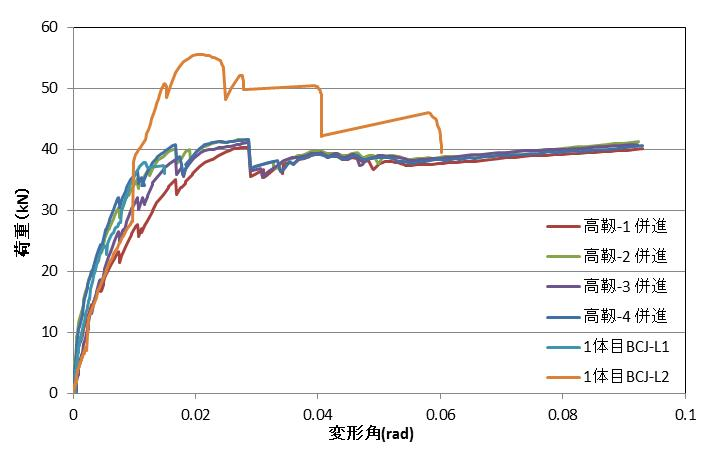 60
50
40
30
20
10
0
荷重(kN)
0
0.02
0.04
0.06
0.08
0.1
変形角(rad)
高靭-1 併進
高靭-2 併進
高靭-3 併進
高靭-4 併進
1体目BCJ-L1
1体目BCJ-L2